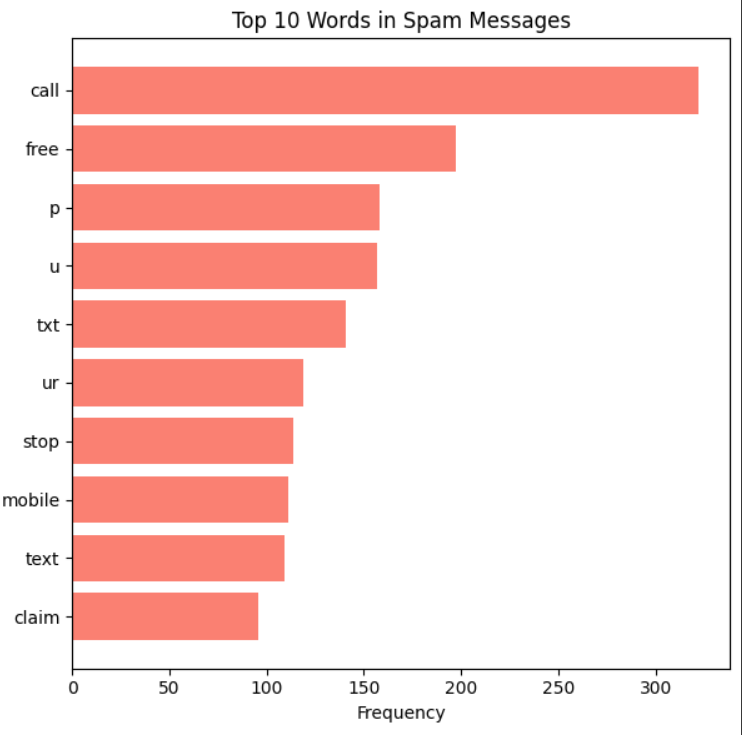 Top 10 Words in Spam Messages
call
free
p
u
txt
ur
stop
mobile
text
claim
0 50 100 150 200 250 300
Frequency